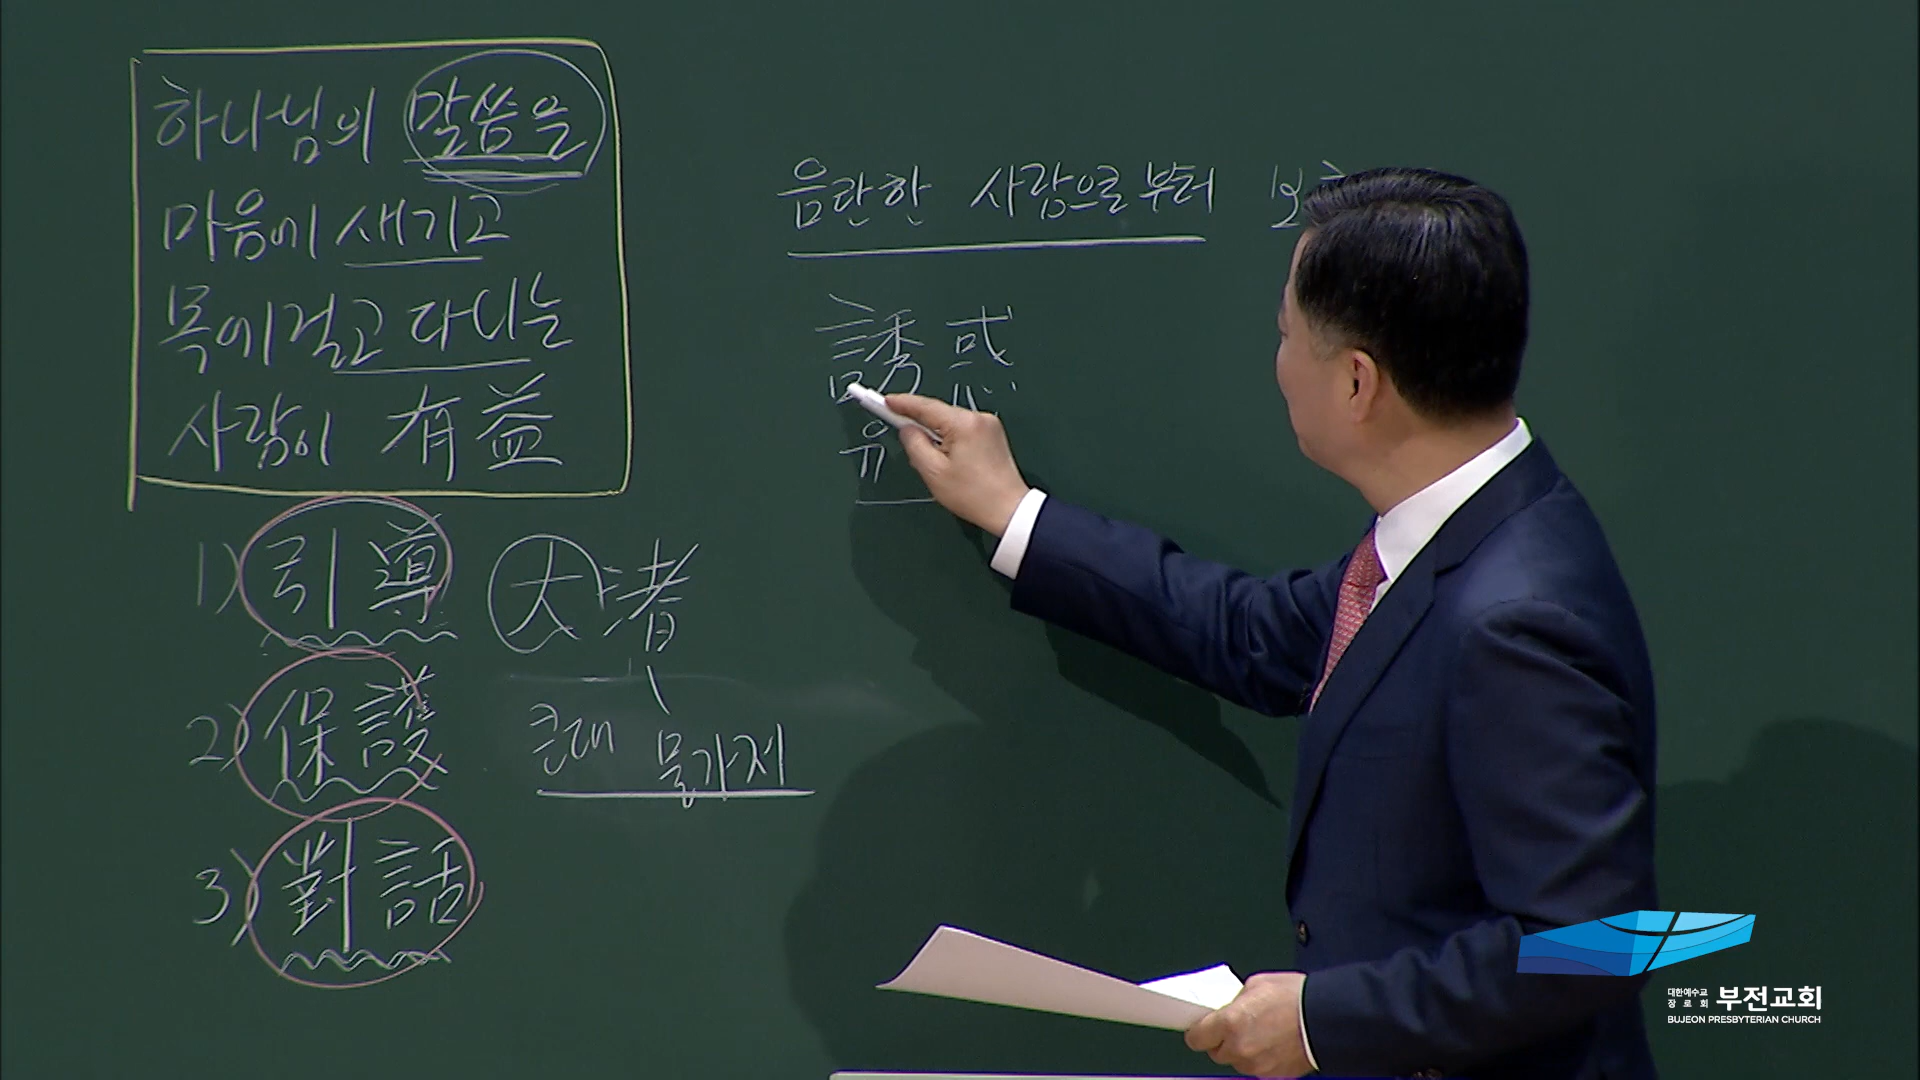 하나님의 말씀을
마음에 새기고
목에 걸고 다니는
사람이 有益
1) 引導
大渚
2) 保護
큰대 물가저
3) 對話
음란한 사람으로부터 보호
誘惑
유
대한예수교
장로회 부전교회
BUJEON PRESBYTERIAN CHURCH